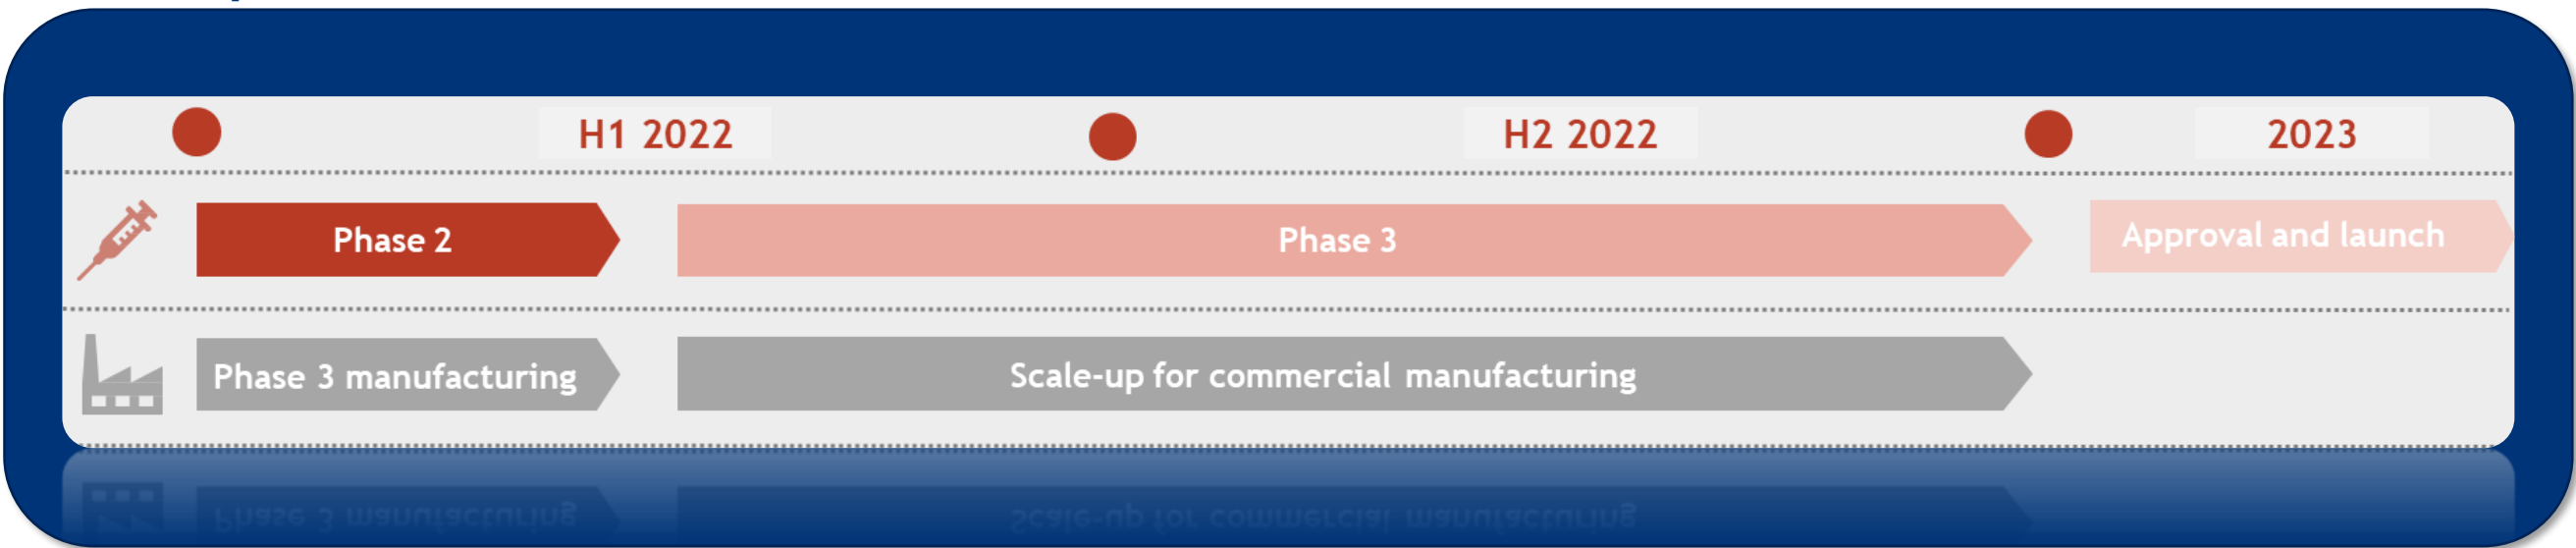 H1 2022
H2 2022
2023
Phase 2
Phase 3
Approval and launch
Phase 3 manufacturing
Scale-up for commercial manufacturing